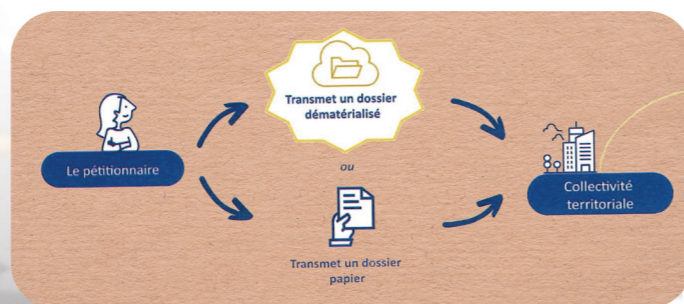 Transmet un dossier
dématérialisé
Le pétitionnaire
ou
Collectivité
territoriale
Transmet un dossier
papier